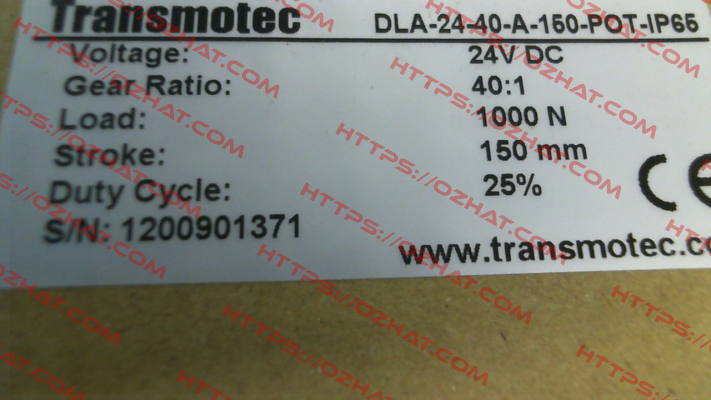 Transmotec DLA-24-40-A-150-POT-IP65
Voltage: 24V DC
Gear Ratio: 40:1
Load: 1000 N
Stroke: 150 mm
Duty Cycle: 25%
S/N: 1200901371
CE
www.transmotec.co
HTTPS://OZHAT.COM